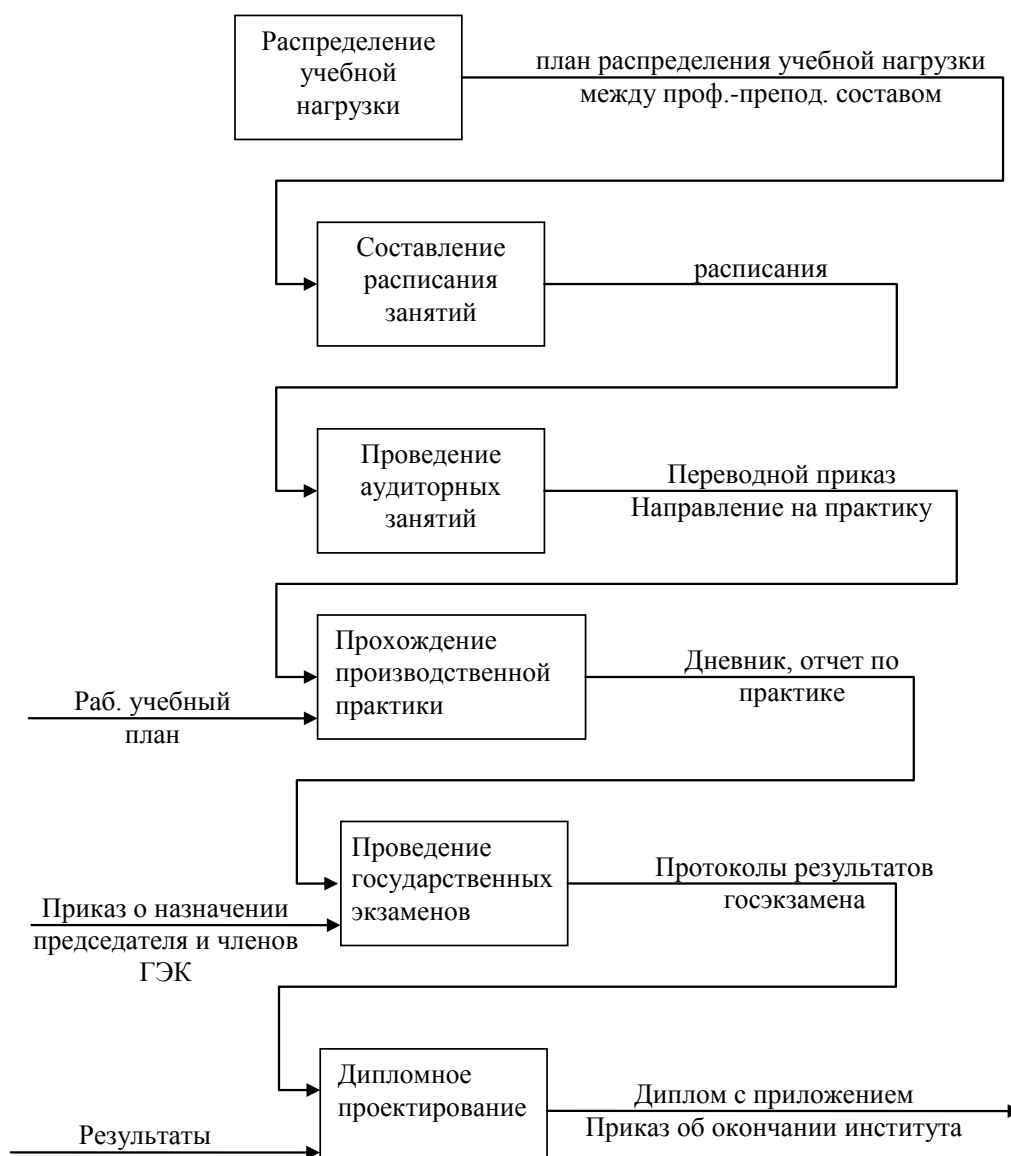 Распределение
учебной
нагрузки
план распределения учебной нагрузки
между проф.-препод. составом
Составление
расписания
занятий
расписания
Проведение
аудиторных
занятий
Переводной приказ
Направление на практику
Прохождение
производственной
практики
Дневник, отчет по
практике
Раб. учебный
план
Проведение
государственных
экзаменов
Протоколы результатов
госэкзамена
Приказ о назначении
председателя и членов
ГЭК
Дипломное
проектирование
Диплом с приложением
Приказ об окончании института
Результаты